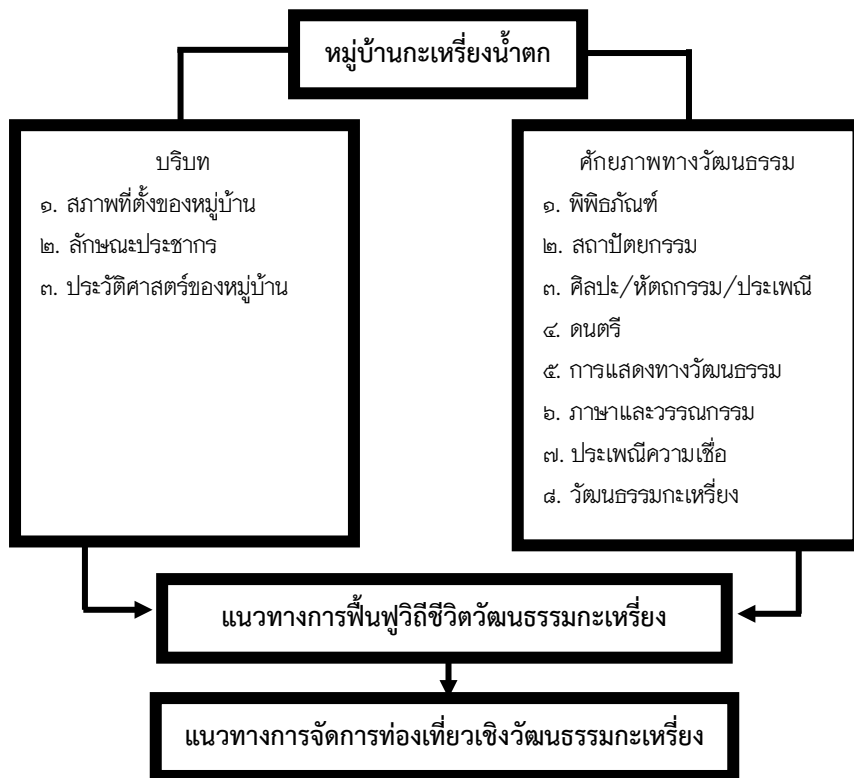 หมู่บ้านกะเหรี่ยงน้ำตก
บริบท
๑. สภาพที่ตั้งของหมู่บ้าน
๒. ลักษณะประชากร
๓. ประวัติศาสตร์ของหมู่บ้าน
ศักยภาพทางวัฒนธรรม
๑. พิพิธภัณฑ์
๒. สถาปัตยกรรม
๓. ศิลปะ/หัตถกรรม/ประเพณี
๔. ดนตรี
๕. การแสดงทางวัฒนธรรม
๖. ภาษาและวรรณกรรม
๗. ประเพณีความเชื่อ
๘. วัฒนธรรมกะเหรี่ยง
แนวทางการฟื้นฟูวิถีชีวิตวัฒนธรรมกะเหรี่ยง
แนวทางการจัดการท่องเที่ยวเชิงวัฒนธรรมกะเหรี่ยง